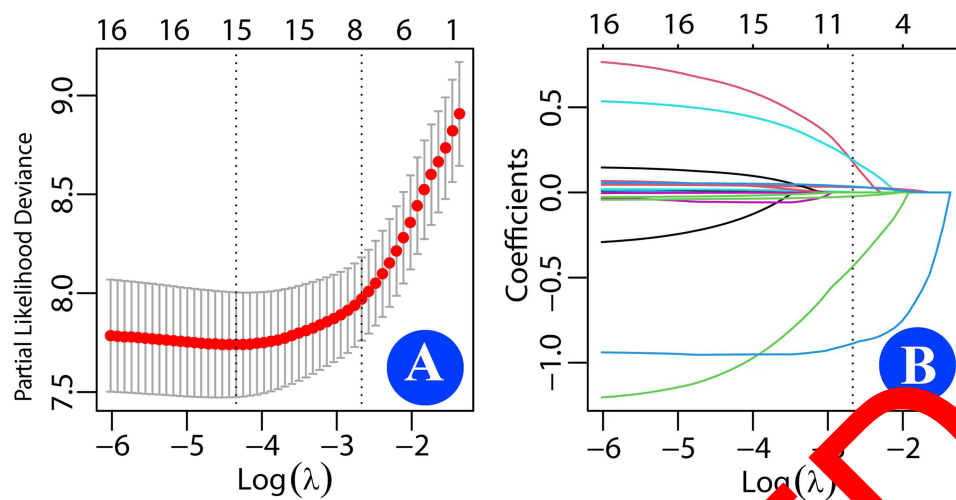 16 16 15 15 8 6 1
Partial Likelihood Deviance
9.0
8.5
8.0
7.5
A
−6 −5 −4 −3 −2
Log(λ)
16 16 15 11 4
Coefficients
0.5
0.0
−0.5
−1.0
B
−6 −5 −4 −3 −2
Log(λ)